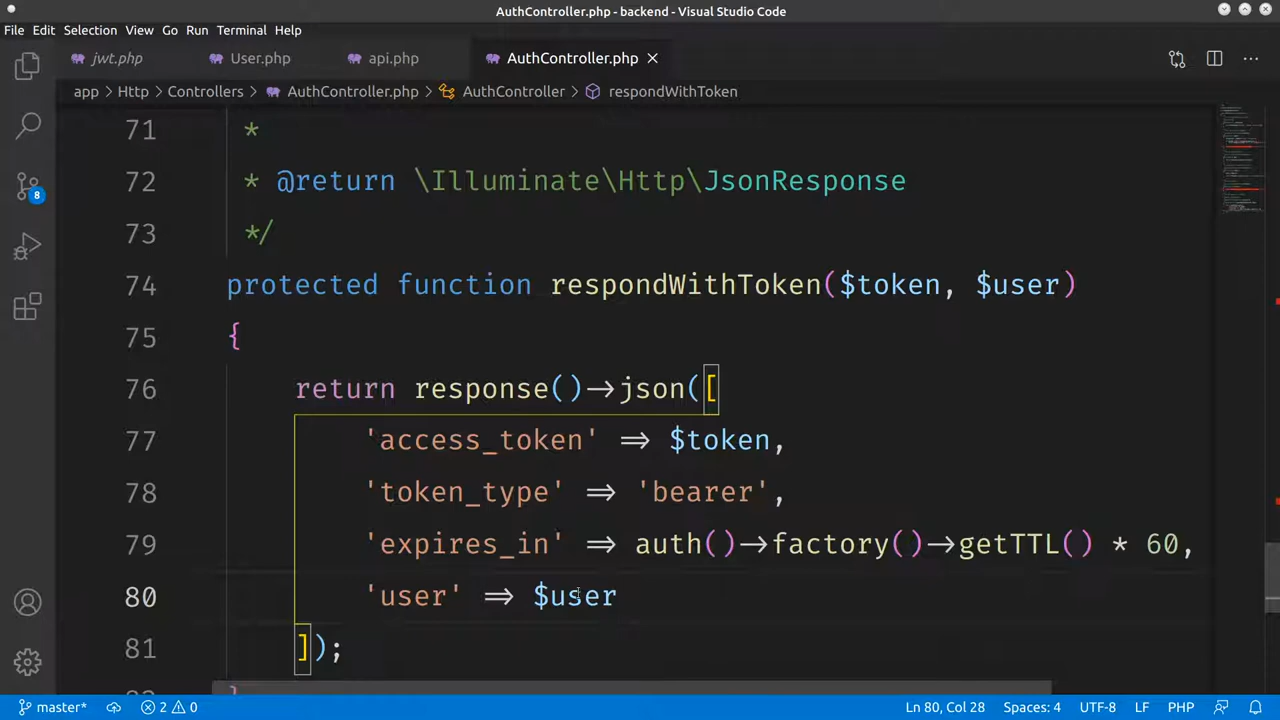 AuthController.php - backend - Visual Studio Code
File Edit Selection View Go Run Terminal Help
jwt.php User.php api.php AuthController.php
app > Http > Controllers > AuthController.php > AuthController > respondWithToken
71 *
72 * @return \Illuminate\Http\JsonResponse
73 */
74 protected function respondWithToken($token, $user)
75 {
76 return response()->json([
77 'access_token' => $token,
78 'token_type' => 'bearer',
79 'expires_in' => auth()->factory()->getTTL() * 60,
80 'user' => $user
81 ]);
8
master* 2 0 Ln 80, Col 28 Spaces: 4 UTF-8 LF PHP